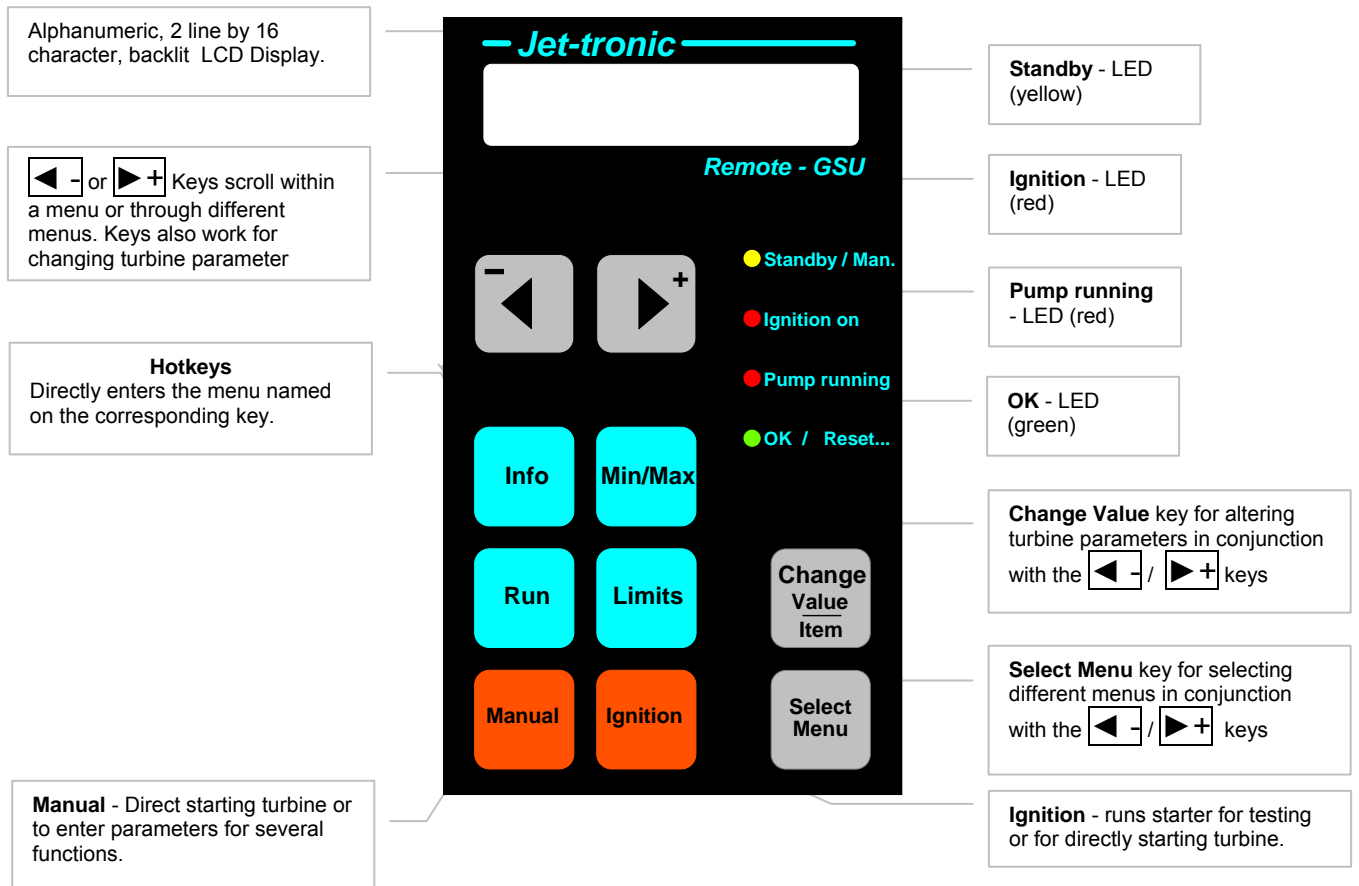 Alphanumeric, 2 line by 16
character, backlit LCD Display.
◄ - or ►+ Keys scroll within
a menu or through different
menus. Keys also work for
changing turbine parameter
Hotkeys
Directly enters the menu named
on the corresponding key.
Manual - Direct starting turbine or
to enter parameters for several
functions.
Jet-tronic
Remote - GSU
-
+
Standby / Man.
Ignition on
Pump running
OK / Reset...
Info
Min/Max
Run
Limits
Change
Value
Item
Manual
Ignition
Select
Menu
Standby - LED
(yellow)
Ignition - LED
(red)
Pump running
- LED (red)
OK - LED
(green)
Change Value key for altering
turbine parameters in conjunction
with the ◄ - / ►+ keys
Select Menu key for selecting
different menus in conjunction
with the ◄ - / ►+ keys
Ignition - runs starter for testing
or for directly starting turbine.